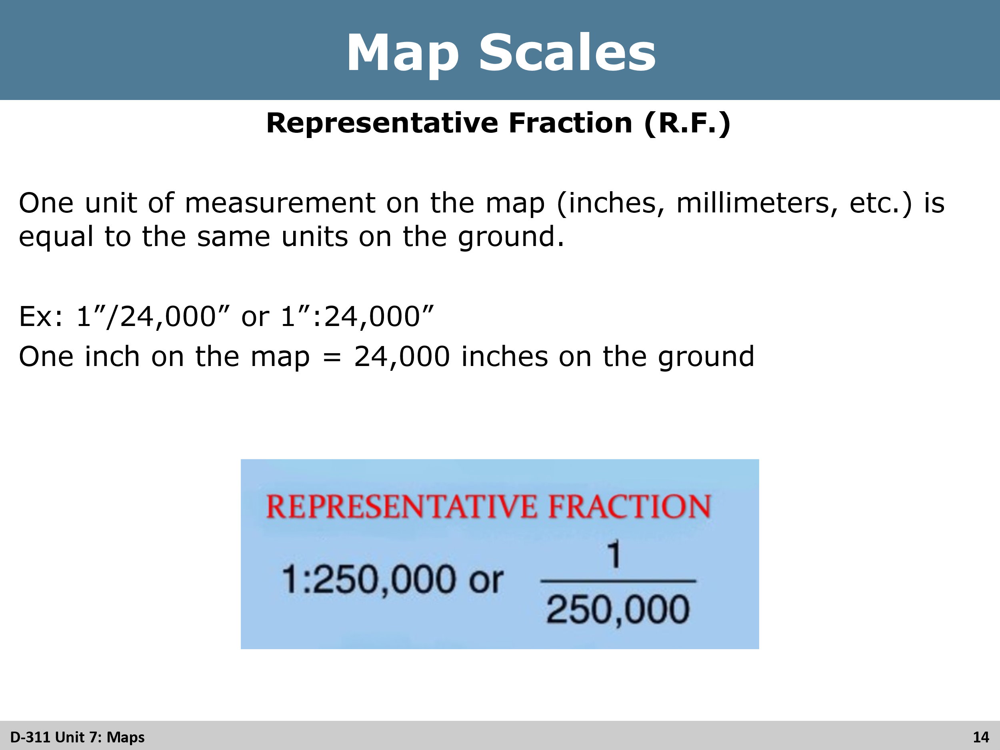 Map Scales
Representative Fraction (R.F.)
One unit of measurement on the map (inches, millimeters, etc.) is
equal to the same units on the ground.
Ex: 1”/24,000” or 1”:24,000”
One inch on the map = 24,000 inches on the ground
REPRESENTATIVE FRACTION
1:250,000 or
1
250,000
D-311 Unit 7: Maps
14